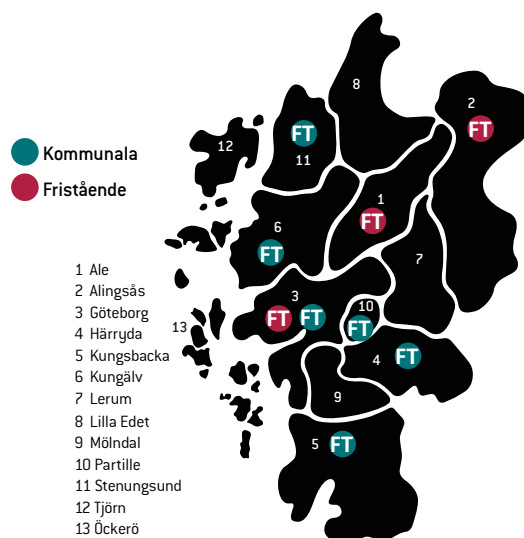 8
2
FT
FT
12
11
Kommunala
Fristående
1
FT
6
FT
7
1 Ale
2 Alingsås
3 Göteborg
4 Härryda
5 Kungsbacka
6 Kungälv
7 Lerum
8 Lilla Edet
9 Mölndal
10 Partille
11 Stenungsund
12 Tjörn
13 Öckerö
3
10
FT FT
FT
13
4
FT
9
5 FT